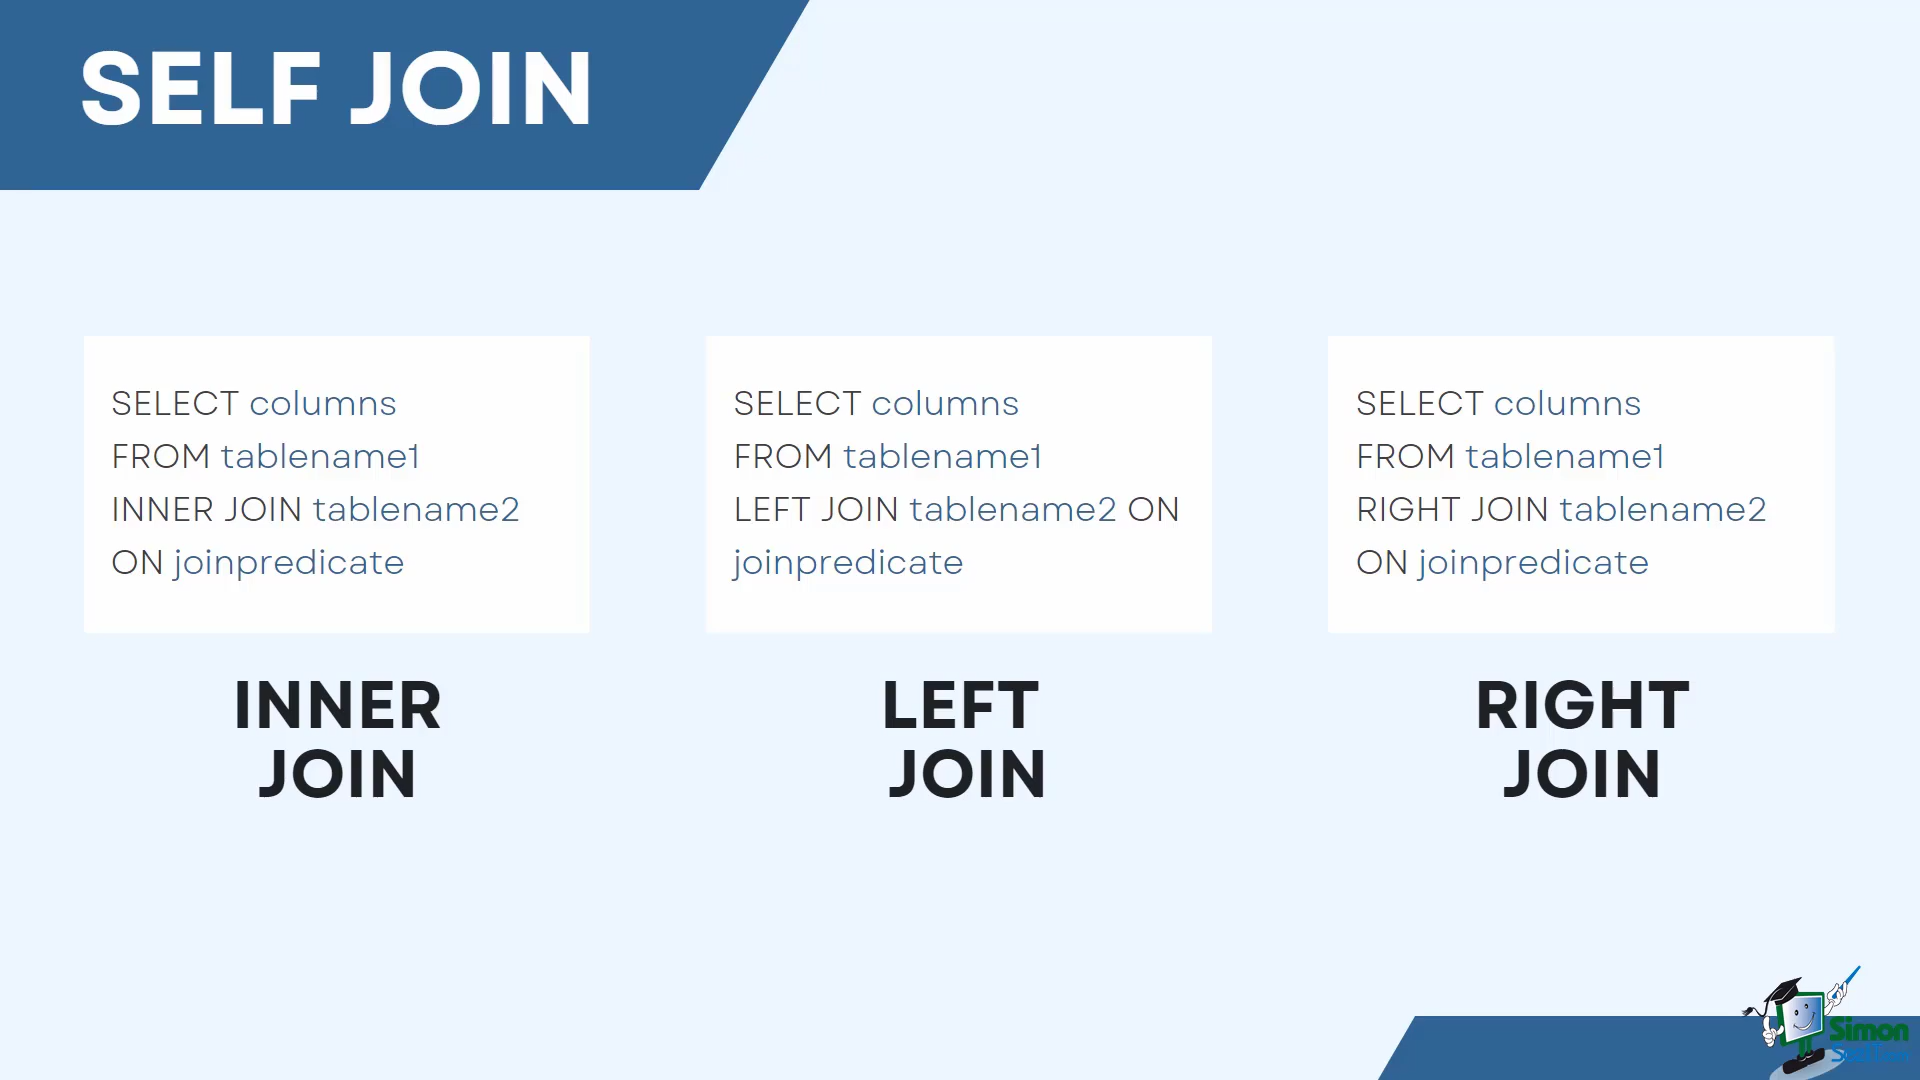 SELF JOIN
SELECT columns
FROM tablename1
INNER JOIN tablename2
ON joinpredicate
INNER
JOIN
SELECT columns
FROM tablename1
LEFT JOIN tablename2 ON
joinpredicate
LEFT
JOIN
SELECT columns
FROM tablename1
RIGHT JOIN tablename2
ON joinpredicate
RIGHT
JOIN
Simon